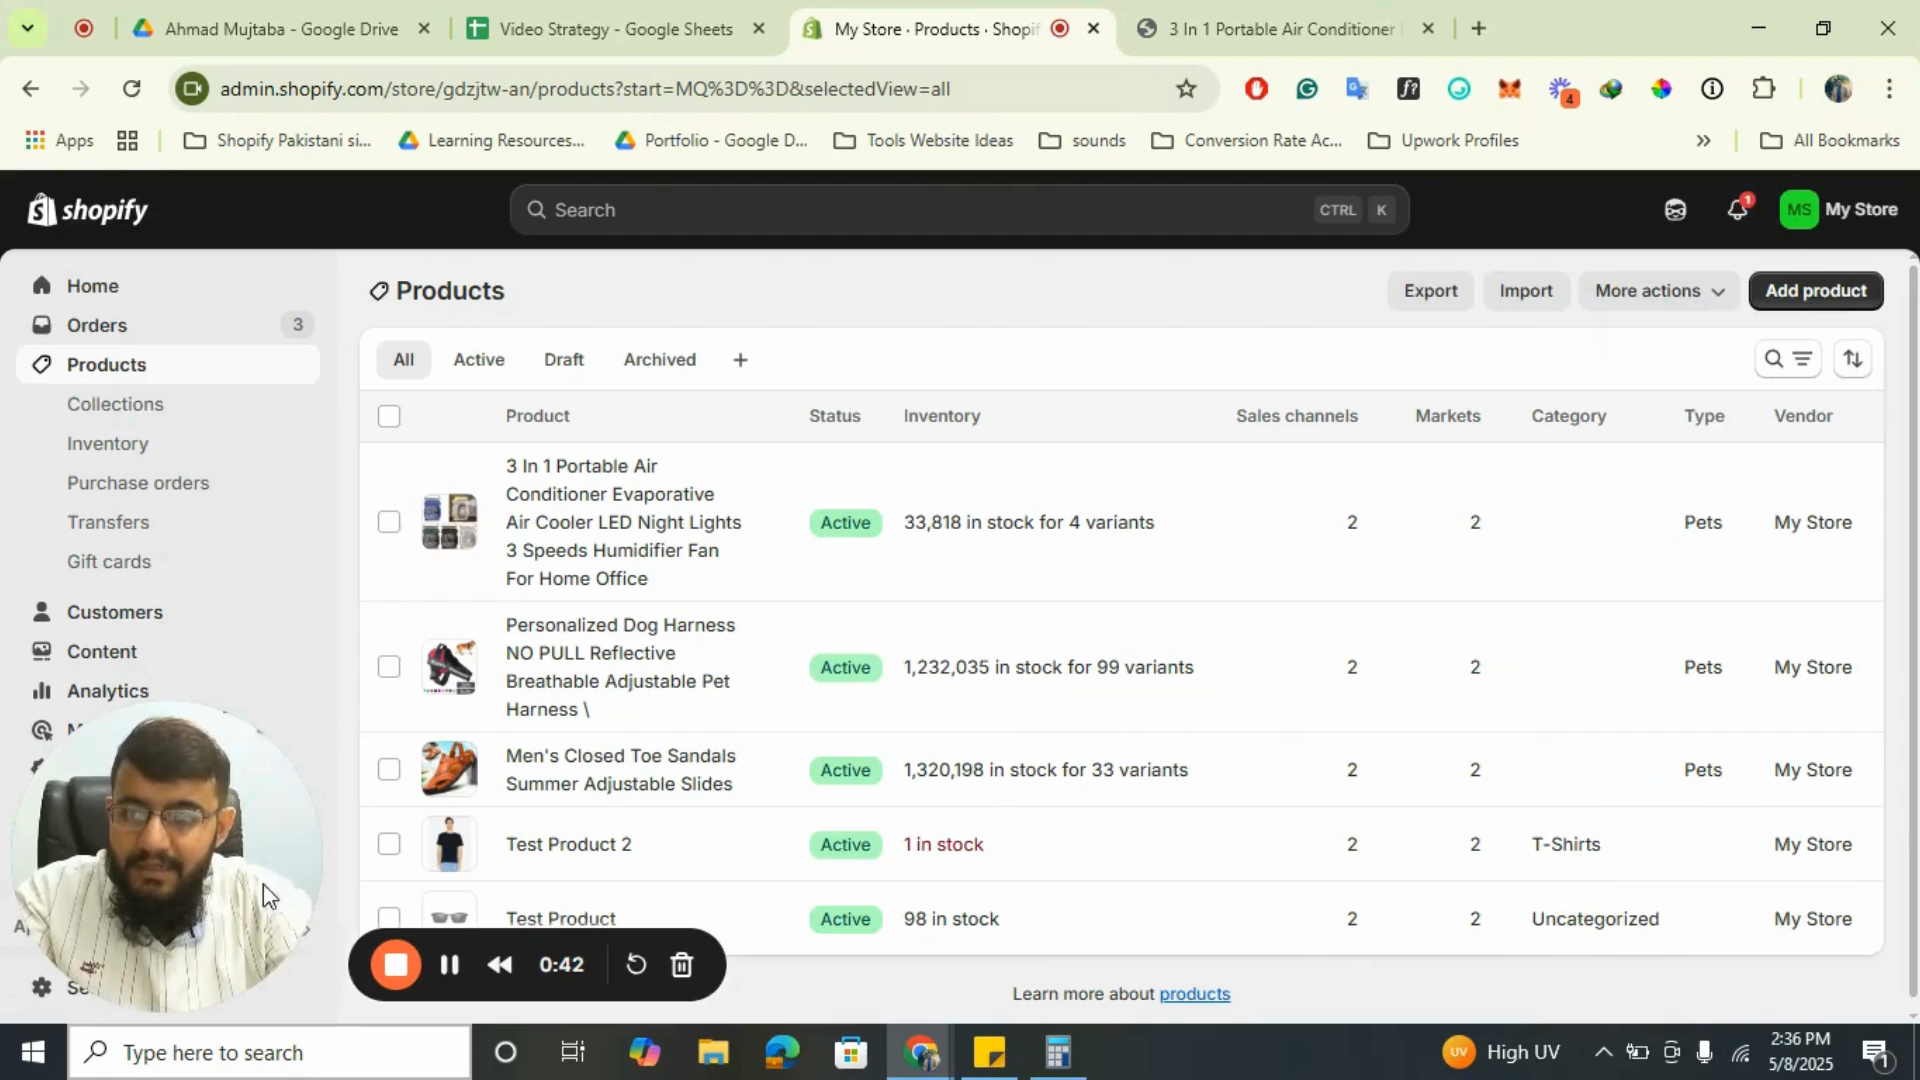 Ahmad Mujtaba - Google Drive
Video Strategy - Google Sheets
My Store · Products · Shopif
3 In 1 Portable Air Conditioner
admin.shopify.com/store/gdzjtw-an/products?start=MQ%3D%3D&selectedView=all
4
Apps
Shopify Pakistani si...
Learning Resources...
Portfolio - Google D...
Tools Website Ideas
sounds
Conversion Rate Ac...
Upwork Profiles
All Bookmarks
shopify
Search
CTRL K
1
MS
My Store
Home
Orders
3
Products
Collections
Inventory
Purchase orders
Transfers
Gift cards
Customers
Content
Analytics
Products
Export
Import
More actions
Add product
All
Active
Draft
Archived
Product
Status
Inventory
Sales channels
Markets
Category
Type
Vendor
3 In 1 Portable Air
Conditioner Evaporative
Air Cooler LED Night Lights
3 Speeds Humidifier Fan
For Home Office
Active
33,818 in stock for 4 variants
2
2
Pets
My Store
Personalized Dog Harness
NO PULL Reflective
Breathable Adjustable Pet
Harness \
Active
1,232,035 in stock for 99 variants
2
2
Pets
My Store
Men's Closed Toe Sandals
Summer Adjustable Slides
Active
1,320,198 in stock for 33 variants
2
2
Pets
My Store
Test Product 2
Active
1 in stock
2
2
T-Shirts
My Store
Test Product
Active
98 in stock
2
2
Uncategorized
My Store
0:42
Learn more about products
Type here to search
UV
High UV
2:36 PM
5/8/2025
1